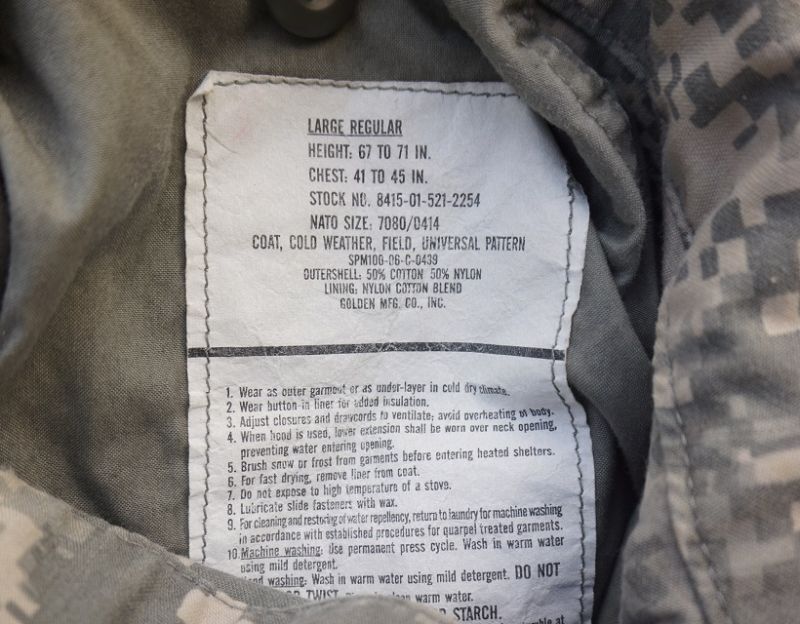 LARGE REGULAR
HEIGHT: 67 TO 71 IN.
CHEST: 41 TO 45 IN.
STOCK NO. 8415-01-521-2254
NATO SIZE: 7080/0414
COAT, COLD WEATHER, FIELD, UNIVERSAL PATTERN
SPM100-06-C-0439
OUTERSHELL: 50% COTTON 50% NYLON
LINING: NYLON COTTON BLEND
GOLDEN MFG. CO., INC.
1. Wear as outer garment or as under-layer in cold dry climate.
2. Wear button-in liner for added insulation.
3. Adjust closures and drawcords to ventilate; avoid overheating of body.
4. When hood is used, lower extension shall be worn over neck opening,
preventing water entering opening.
5. Brush snow or frost from garments before entering heated shelters.
6. For fast drying, remove liner from coat.
7. Do not expose to high temperature of a stove.
8. Lubricate slide fasteners with wax.
9. For cleaning and restoring of water repellency, return to laundry for machine washing
in accordance with established procedures for quarpel treated garments.
10. Machine washing: Use permanent press cycle. Wash in warm water
using mild detergent.
washing: Wash in warm water using mild detergent. DO NOT
TWIST warm water.
STARCH.
at